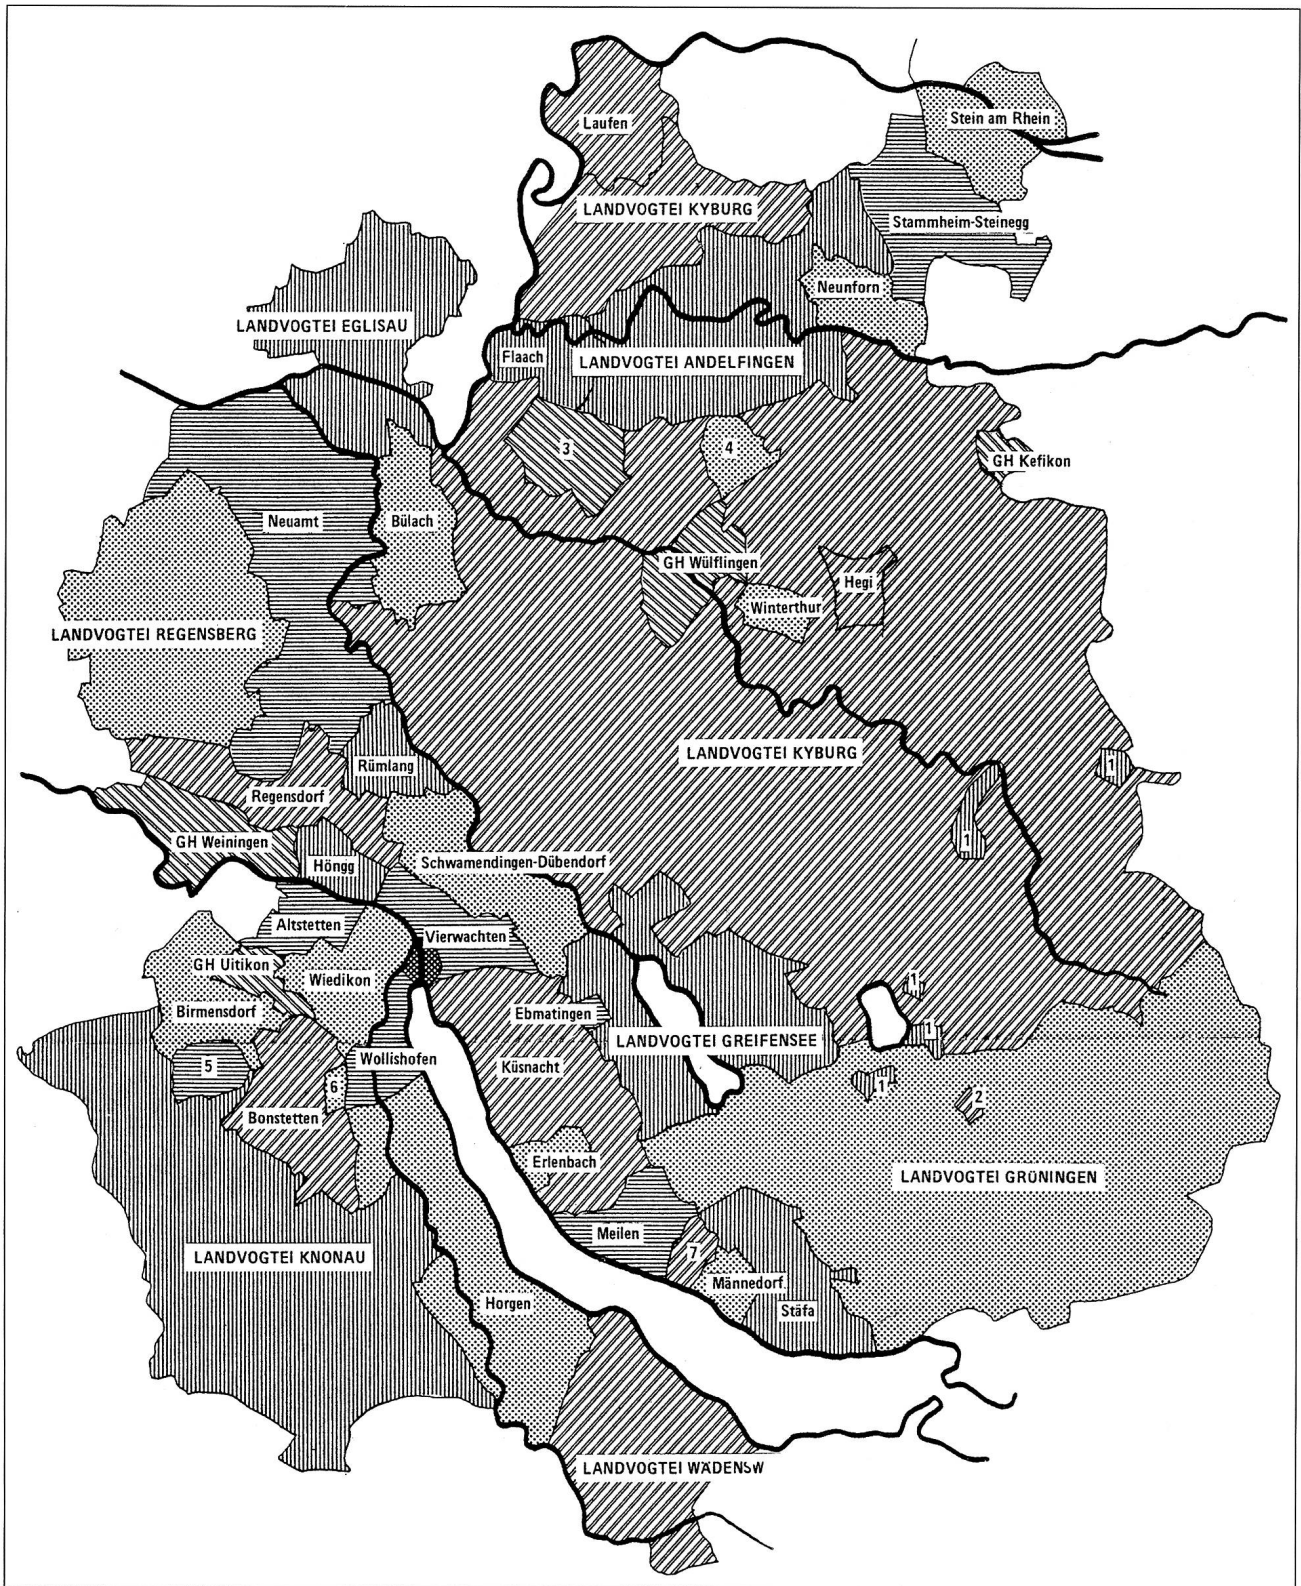 Laufen
Stein am Rhein
LANDVOGTEI KYBURG
Stammheim-Steinegg
Neunforn
LANDVOGTEI EGLISAU
Flaach
LANDVOGTEI ANDELFINGEN
3
4
GH Kefikon
Neuamt
Bülach
GH Wülflingen
Hegi
Winterthur
LANDVOGTEI REGENSBERG
LANDVOGTEI KYBURG
Rümlang
1
Regensdorf
GH Weiningen
Höngg
Schwamendingen-Dübendorf
1
Altstetten
Vierwachten
GH Uitikon
Wiedikon
1
Birmensdorf
Ebmatingen
LANDVOGTEI GREIFENSEE
1
5
Wollishofen
Küsnacht
6
1
2
Bonstetten
Erlenbach
LANDVOGTEI GRÜNINGEN
Meilen
7
LANDVOGTEI KNONAU
Männedorf
Horgen
Stäfa
LANDVOGTEI WÄDENSW